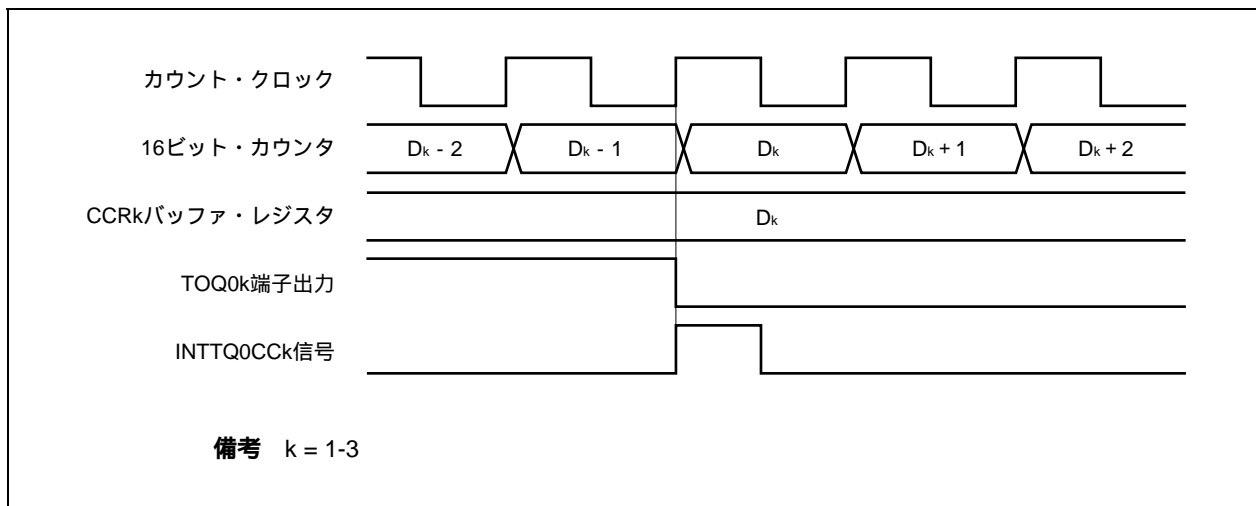 カウント・クロック
16ビット・カウンタ Dk - 2 Dk - 1 Dk Dk + 1 Dk + 2
CCRkバッファ・レジスタ Dk
TOQ0k端子出力
INTTQ0CCk信号
備考 k = 1-3